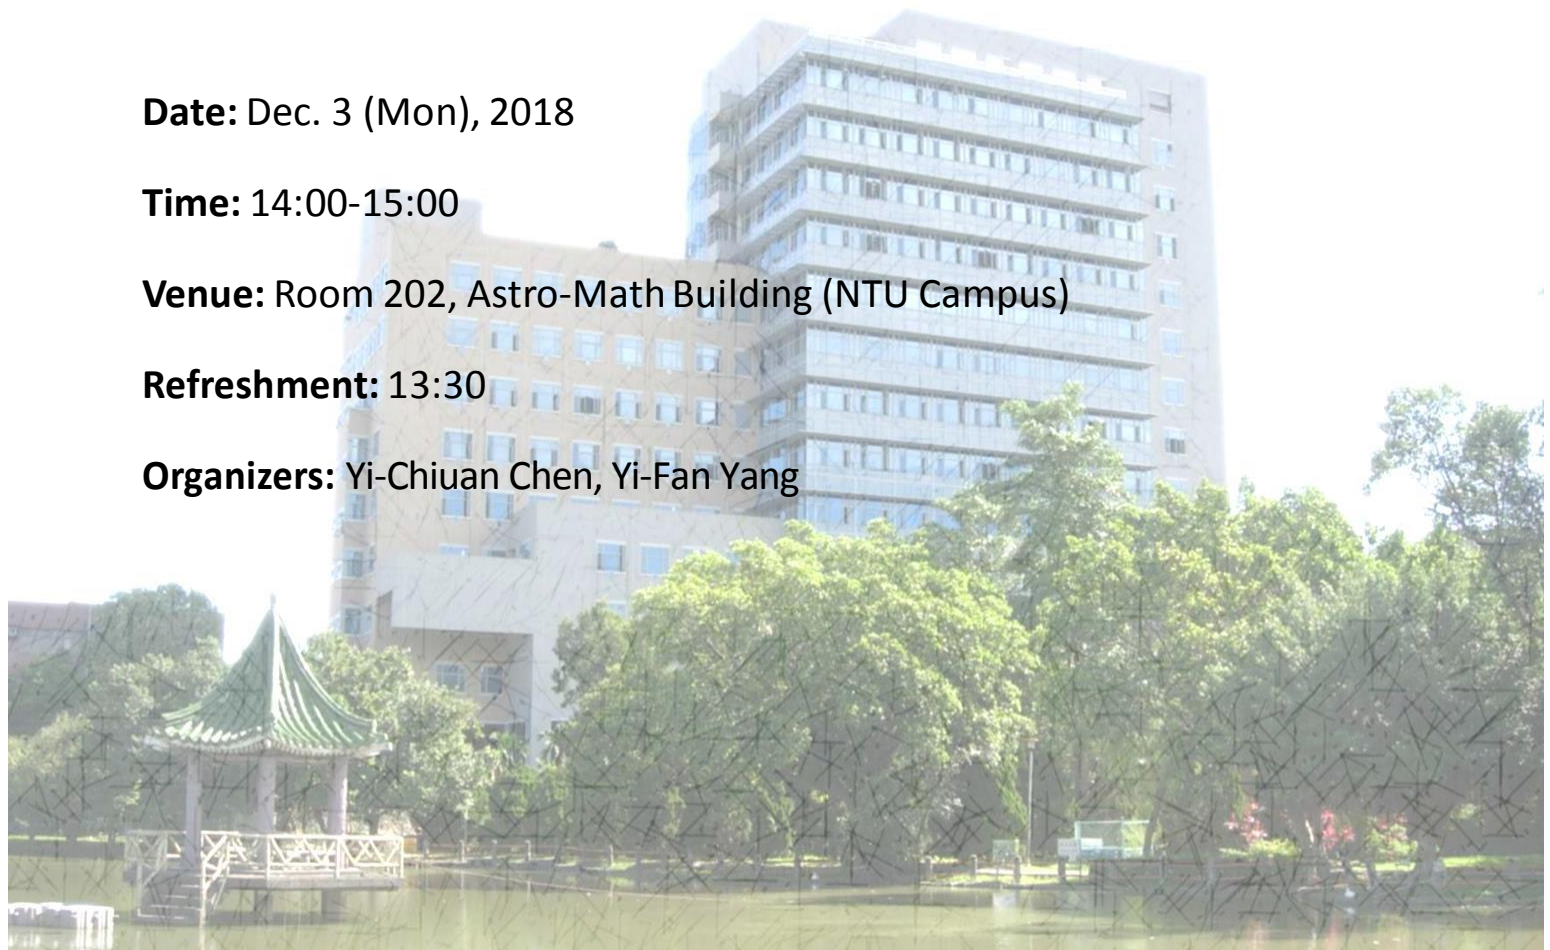 Date: Dec. 3 (Mon), 2018
Time: 14:00-15:00
Venue: Room 202, Astro-Math Building (NTU Campus)
Refreshment: 13:30
Organizers: Yi-Chiuan Chen, Yi-Fan Yang